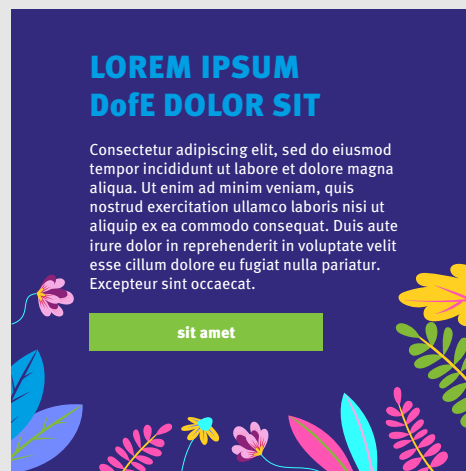 LOREM IPSUM
DofE DOLOR SIT
Consectetur adipiscing elit, sed do eiusmod
tempor incididunt ut labore et dolore magna
aliqua. Ut enim ad minim veniam, quis
nostrud exercitation ullamco laboris nisi ut
aliquip ex ea commodo consequat. Duis aute
irure dolor in reprehenderit in voluptate velit
esse cillum dolore eu fugiat nulla pariatur.
Excepteur sint occaecat.
sit amet